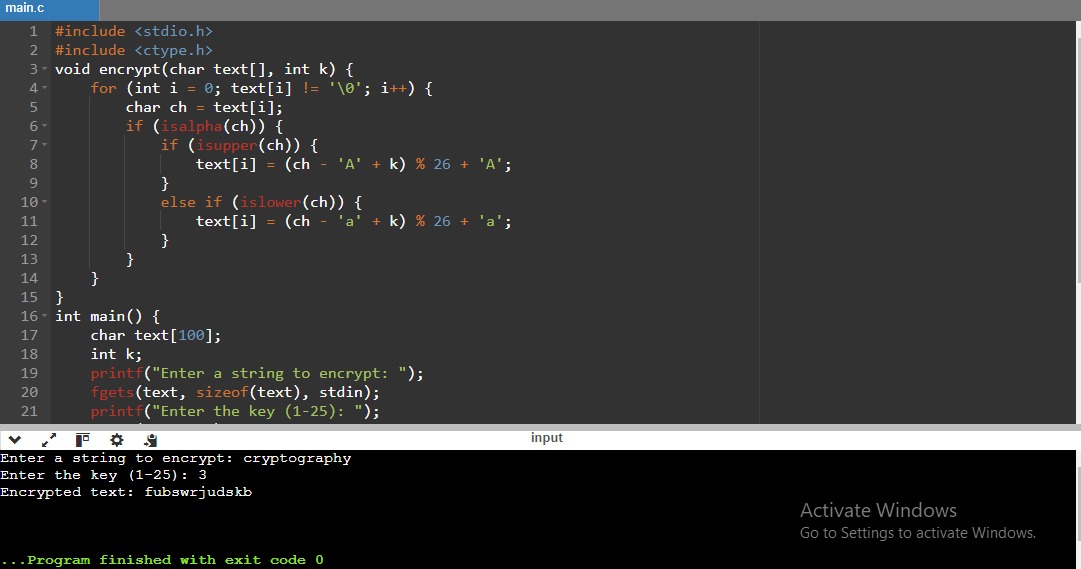 main.c
1 #include <stdio.h>
2 #include <ctype.h>
3 void encrypt(char text[], int k) {
4     for (int i = 0; text[i] != '\0'; i++) {
5         char ch = text[i];
6         if (isalpha(ch)) {
7             if (isupper(ch)) {
8                 text[i] = (ch - 'A' + k) % 26 + 'A';
9             }
10             else if (islower(ch)) {
11                 text[i] = (ch - 'a' + k) % 26 + 'a';
12             }
13         }
14     }
15 }
16 int main() {
17     char text[100];
18     int k;
19     printf("Enter a string to encrypt: ");
20     fgets(text, sizeof(text), stdin);
21     printf("Enter the key (1-25): ");
input
Enter a string to encrypt: cryptography
Enter the key (1-25): 3
Encrypted text: fubswrjudskb
Activate Windows
Go to Settings to activate Windows.
...Program finished with exit code 0